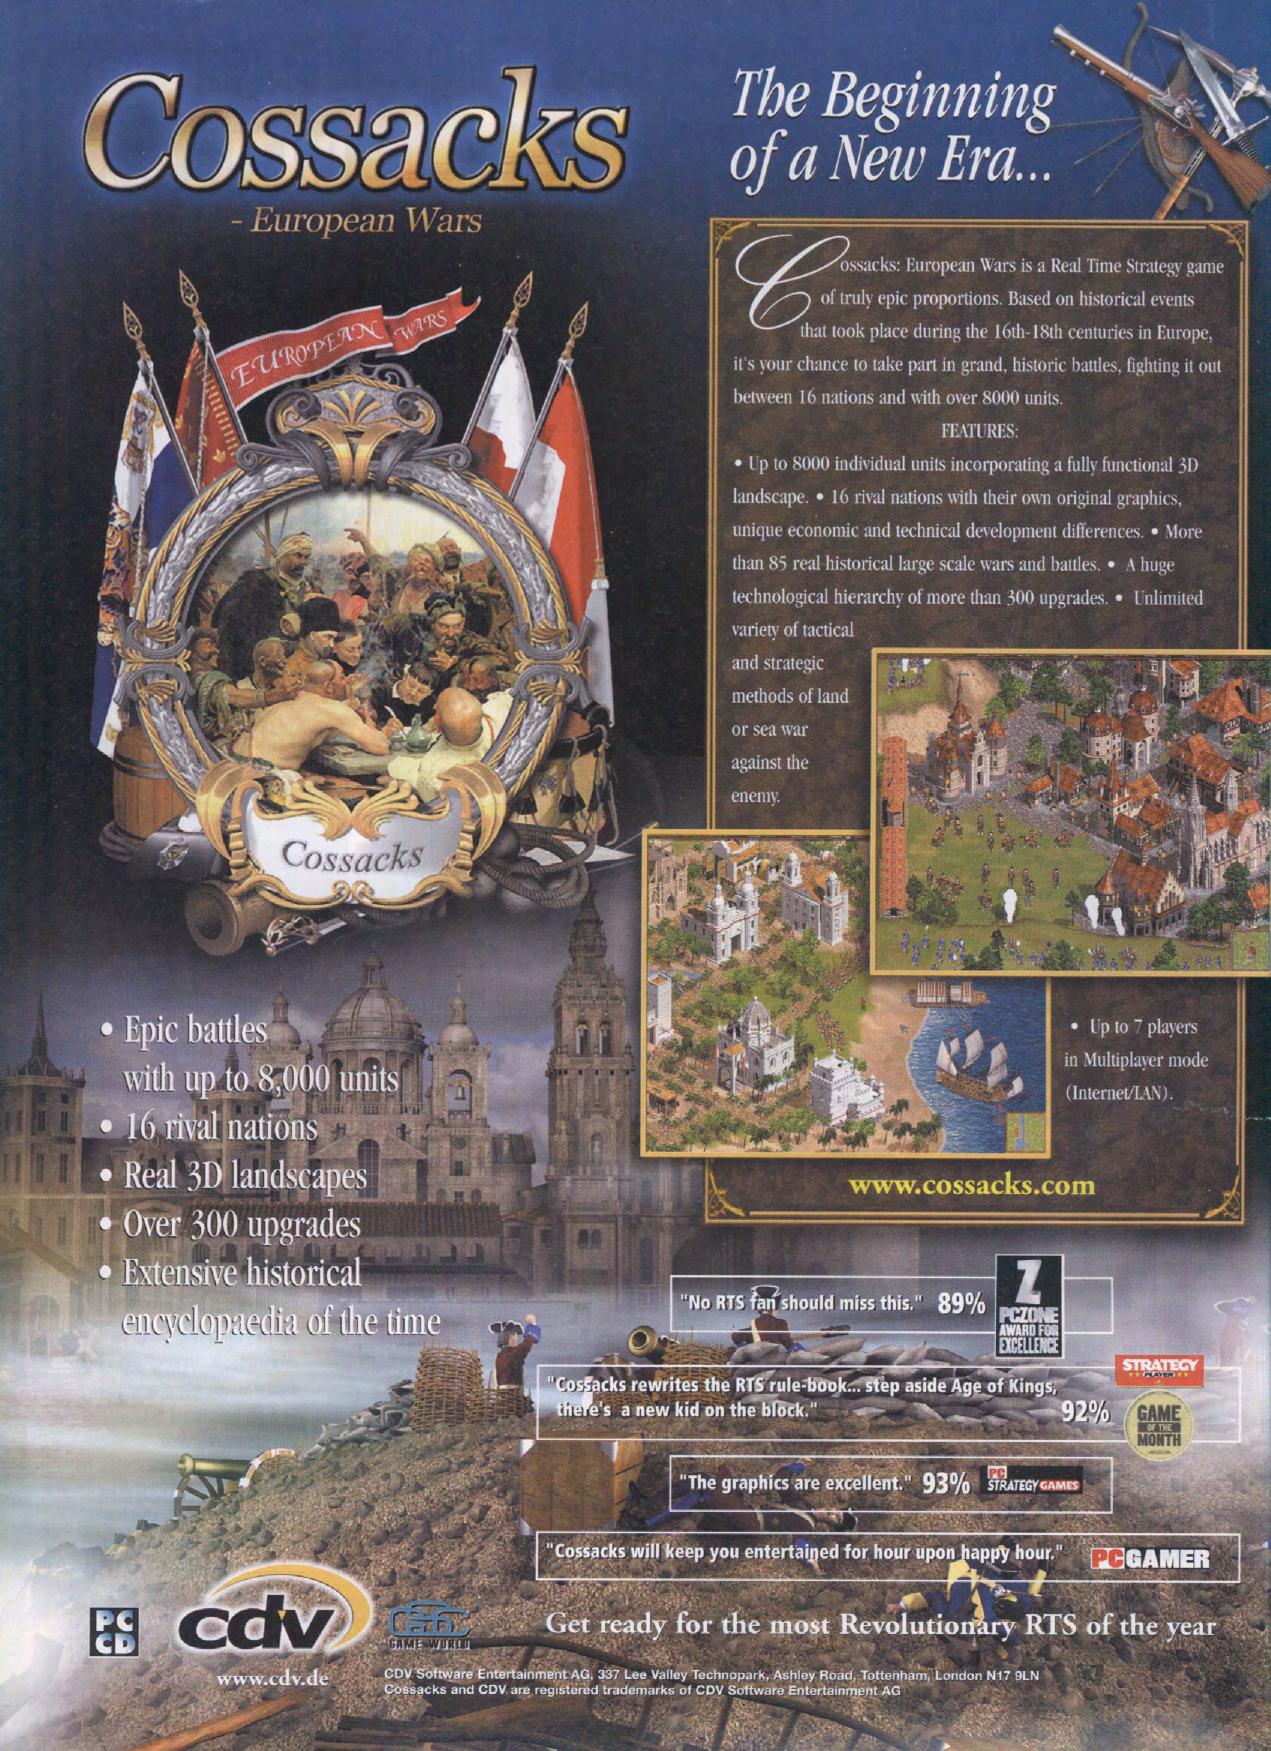 Cossacks
- European Wars
The Beginning
of a New Era...
EUROPEAN WARS
Cossacks
Cossacks: European Wars is a Real Time Strategy game
of truly epic proportions. Based on historical events
that took place during the 16th-18th centuries in Europe,
it's your chance to take part in grand, historic battles, fighting it out
between 16 nations and with over 8000 units.
FEATURES:
• Up to 8000 individual units incorporating a fully functional 3D
landscape. • 16 rival nations with their own original graphics,
unique economic and technical development differences. • More
than 85 real historical large scale wars and battles. • A huge
technological hierarchy of more than 300 upgrades. • Unlimited
variety of tactical
and strategic
methods of land
or sea war
against the
enemy.
• Up to 7 players
in Multiplayer mode
(Internet/LAN).
www.cossacks.com
• Epic battles
with up to 8,000 units
• 16 rival nations
• Real 3D landscapes
• Over 300 upgrades
• Extensive historical
encyclopaedia of the time
"No RTS fan should miss this." 89%
Z
PCZONE
AWARD FOR
EXCELLENCE
"Cossacks rewrites the RTS rule-book... step aside Age of Kings,
there's a new kid on the block." 92%
STRATEGY
PLAYER
GAME
OF THE
MONTH
"The graphics are excellent." 93%
PC
STRATEGY GAMES
"Cossacks will keep you entertained for hour upon happy hour."
PCGAMER
Get ready for the most Revolutionary RTS of the year
PC
CD
cdv
www.cdv.de
GSC
GAME WORLD
CDV Software Entertainment AG, 337 Lee Valley Technopark, Ashley Road, Tottenham, London N17 9LN
Cossacks and CDV are registered trademarks of CDV Software Entertainment AG